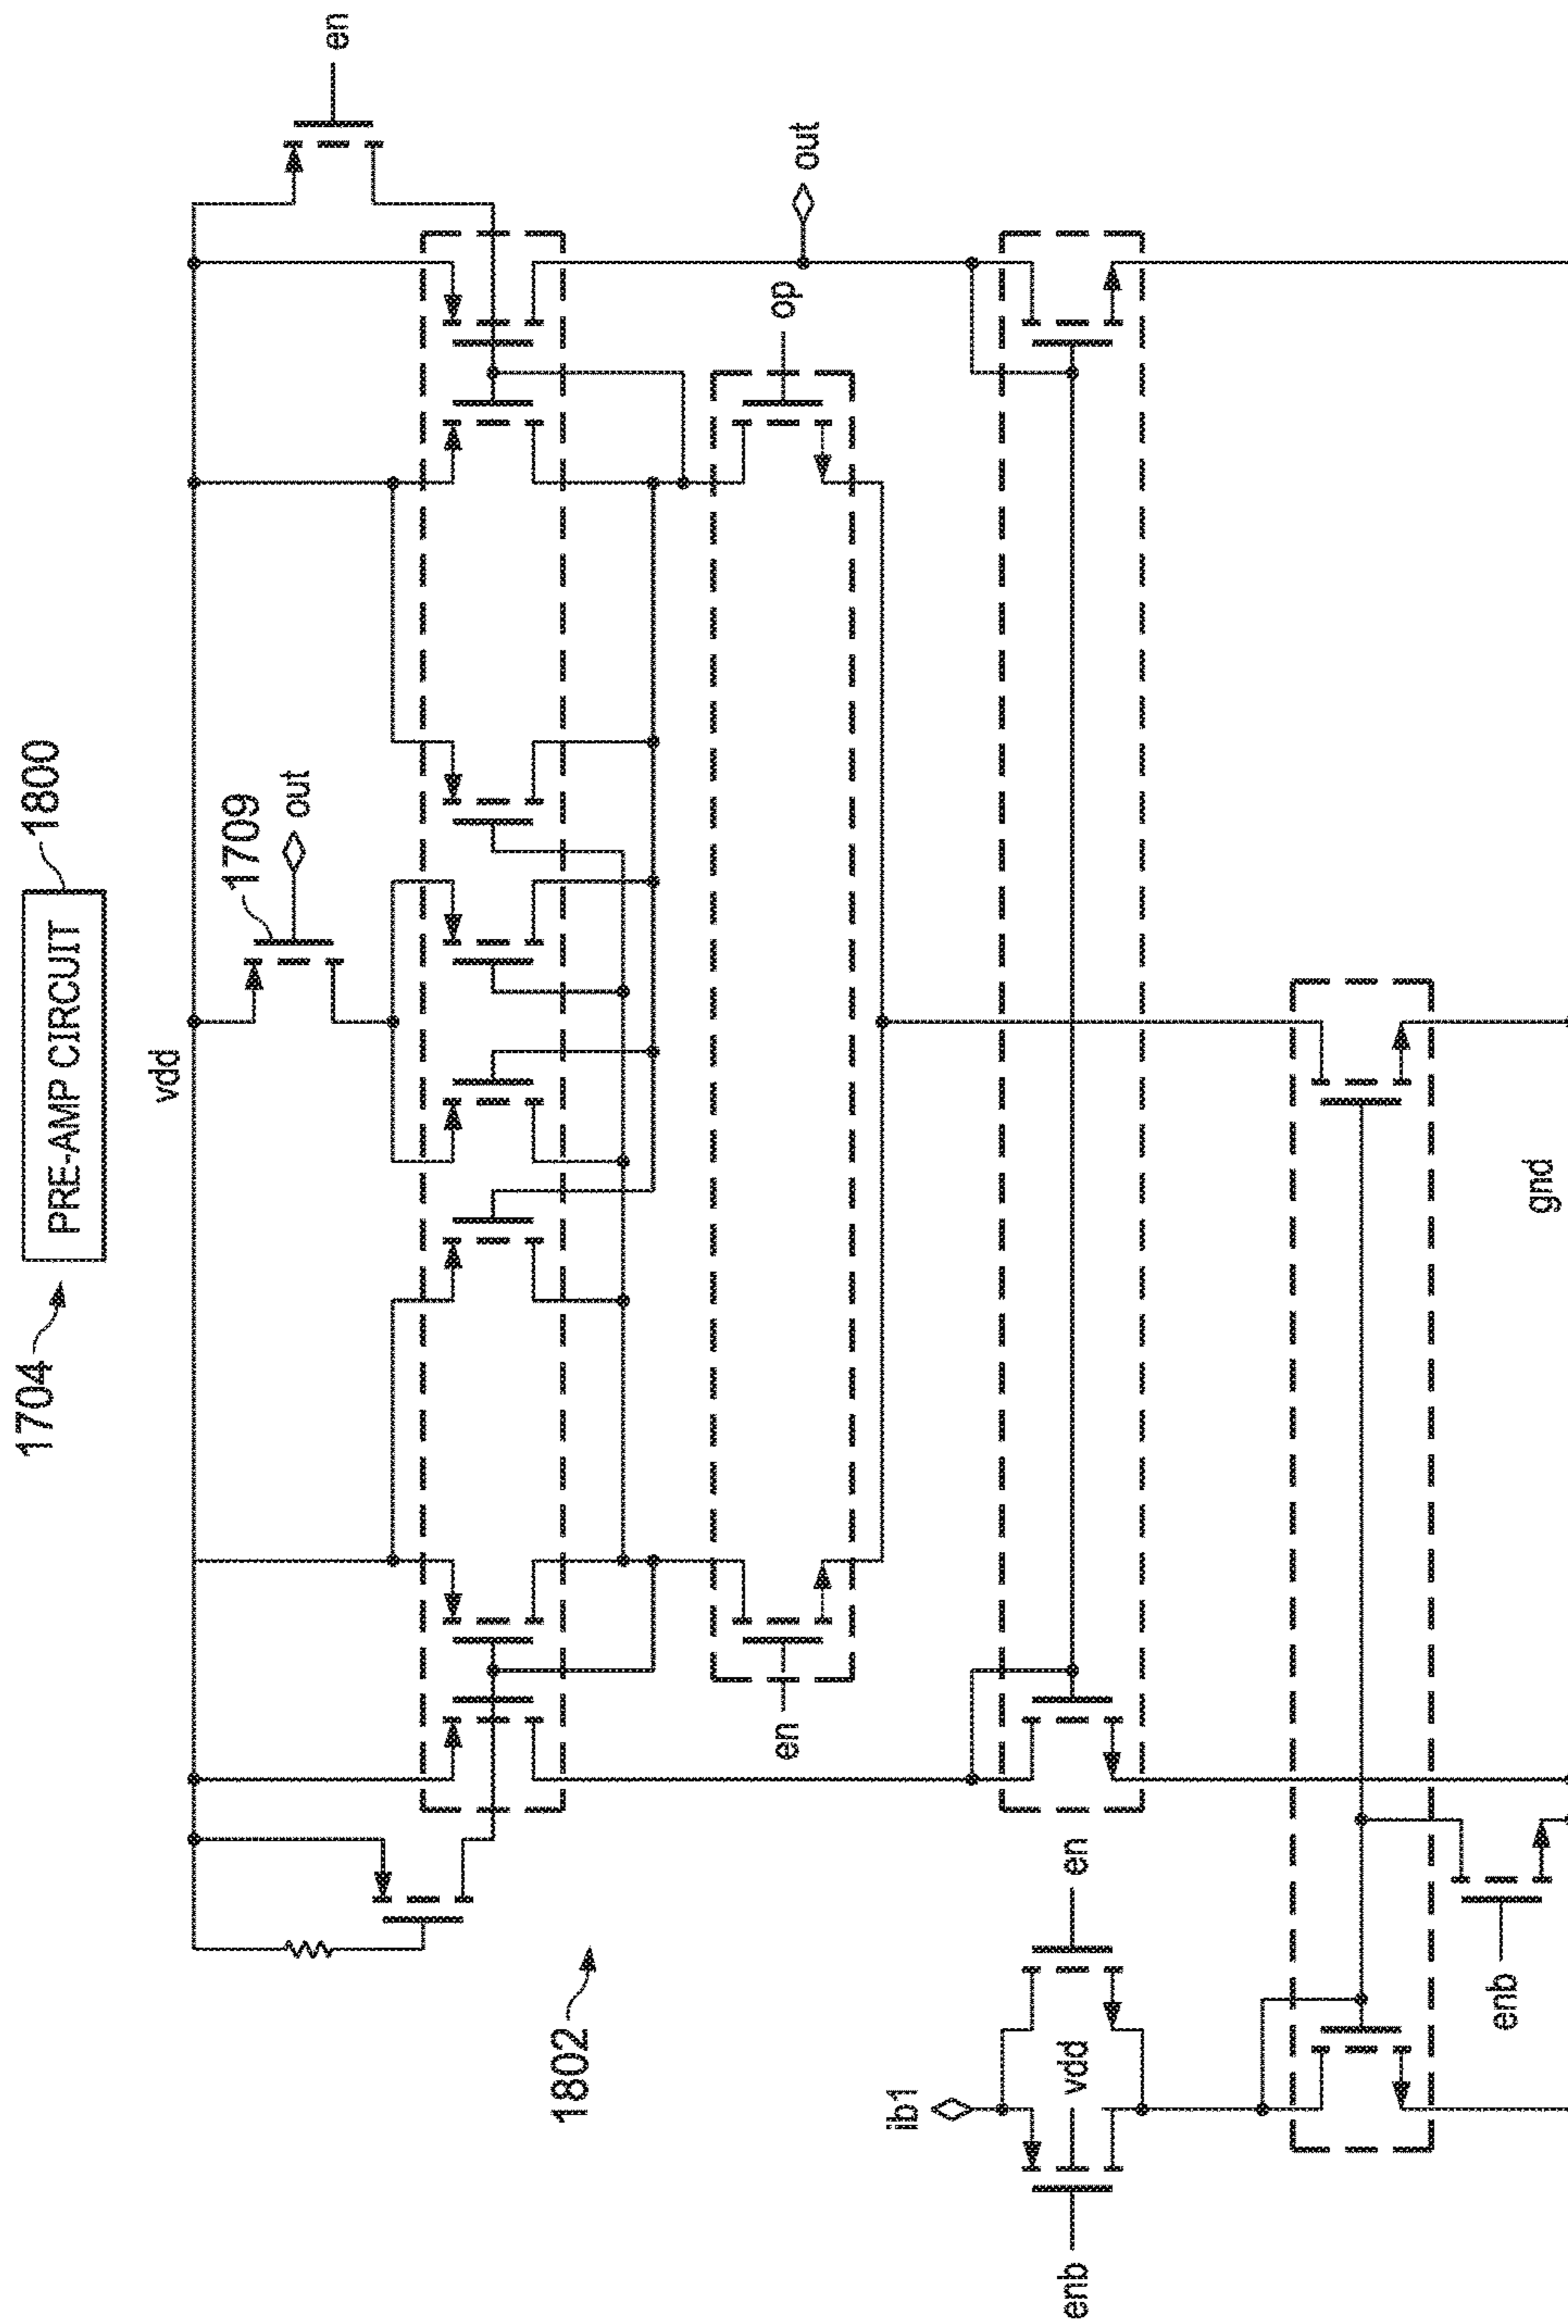 1704
PRE-AMP CIRCUIT
1800
vdd
1709
out
en
op
out
en
1802
en
ib1
vdd
enb
enb
gnd